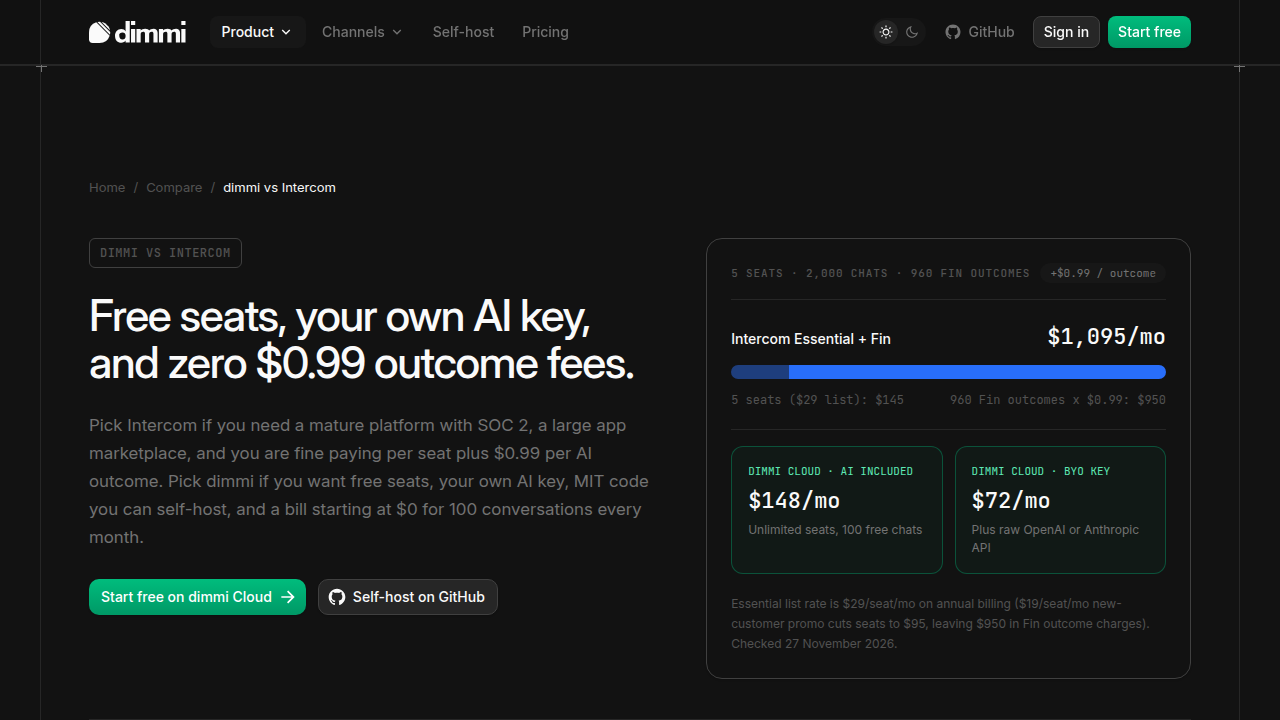 dimmi
Product
Channels
Self-host
Pricing
GitHub
Sign in
Start free
Home / Compare / dimmi vs Intercom
DIMMI VS INTERCOM
Free seats, your own AI key,
and zero $0.99 outcome fees.
Pick Intercom if you need a mature platform with SOC 2, a large app
marketplace, and you are fine paying per seat plus $0.99 per AI
outcome. Pick dimmi if you want free seats, your own AI key, MIT code
you can self-host, and a bill starting at $0 for 100 conversations every
month.
Start free on dimmi Cloud
Self-host on GitHub
5 SEATS · 2,000 CHATS · 960 FIN OUTCOMES
+$0.99 / outcome
Intercom Essential + Fin
$1,095/mo
5 seats ($29 list): $145
960 Fin outcomes x $0.99: $950
DIMMI CLOUD · AI INCLUDED
$148/mo
Unlimited seats, 100 free chats
DIMMI CLOUD · BYO KEY
$72/mo
Plus raw OpenAI or Anthropic
API
Essential list rate is $29/seat/mo on annual billing ($19/seat/mo new-
customer promo cuts seats to $95, leaving $950 in Fin outcome charges).
Checked 27 November 2026.